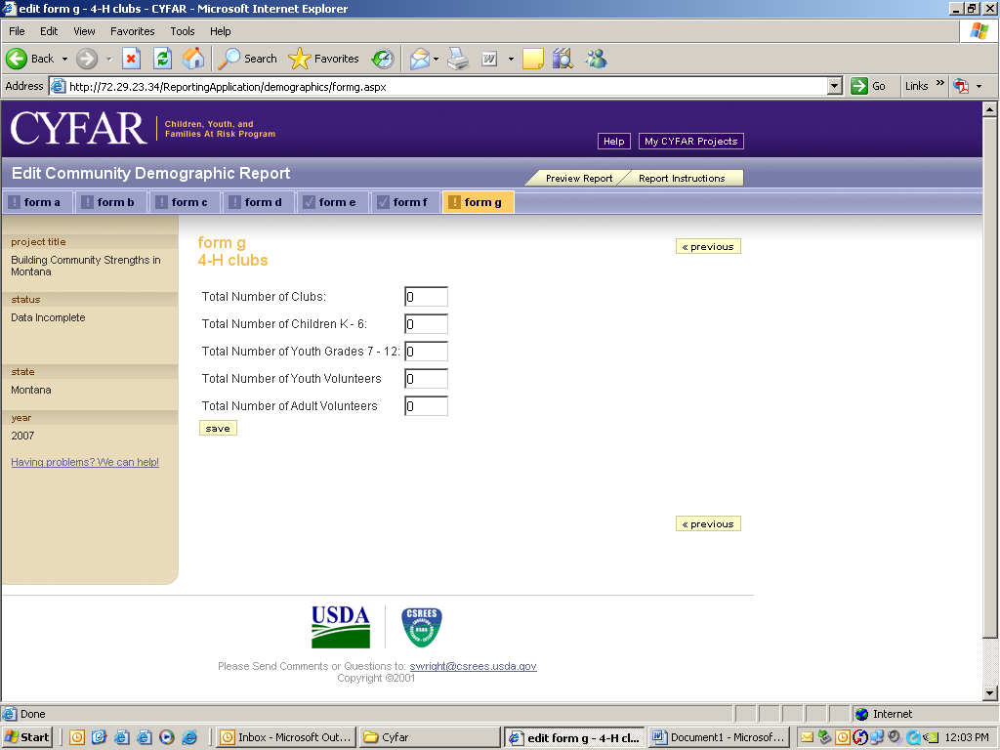 edit form g - 4-H clubs - CYFAR - Microsoft Internet Explorer
File Edit View Favorites Tools Help
Back Search Favorites
Address http://72.29.23.34/ReportingApplication/demographics/formg.aspx Go Links »
CYFAR Children, Youth, and
Families At Risk Program
Help My CYFAR Projects
Edit Community Demographic Report
Preview Report Report Instructions
form a form b form c form d form e form f form g
project title
Building Community Strengths in
Montana
status
Data Incomplete
state
Montana
year
2007
Having problems? We can help!
form g
4-H clubs
« previous
Total Number of Clubs: 0
Total Number of Children K - 6: 0
Total Number of Youth Grades 7 - 12: 0
Total Number of Youth Volunteers 0
Total Number of Adult Volunteers 0
save
« previous
USDA CSREES USDA
Please Send Comments or Questions to: swright@csrees.usda.gov
Copyright ©2001
Done Internet
Start Inbox - Microsoft Out... Cyfar edit form g - 4-H cl... Document1 - Microsof... 12:03 PM